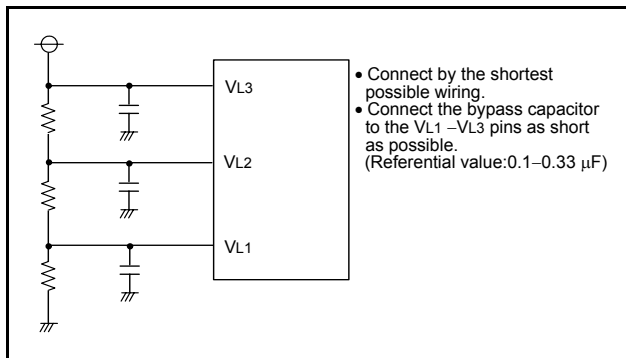 VL3
• Connect by the shortest
possible wiring.
• Connect the bypass capacitor
to the VL1 –VL3 pins as short
as possible.
(Referential value:0.1–0.33 μF)
VL2
VL1